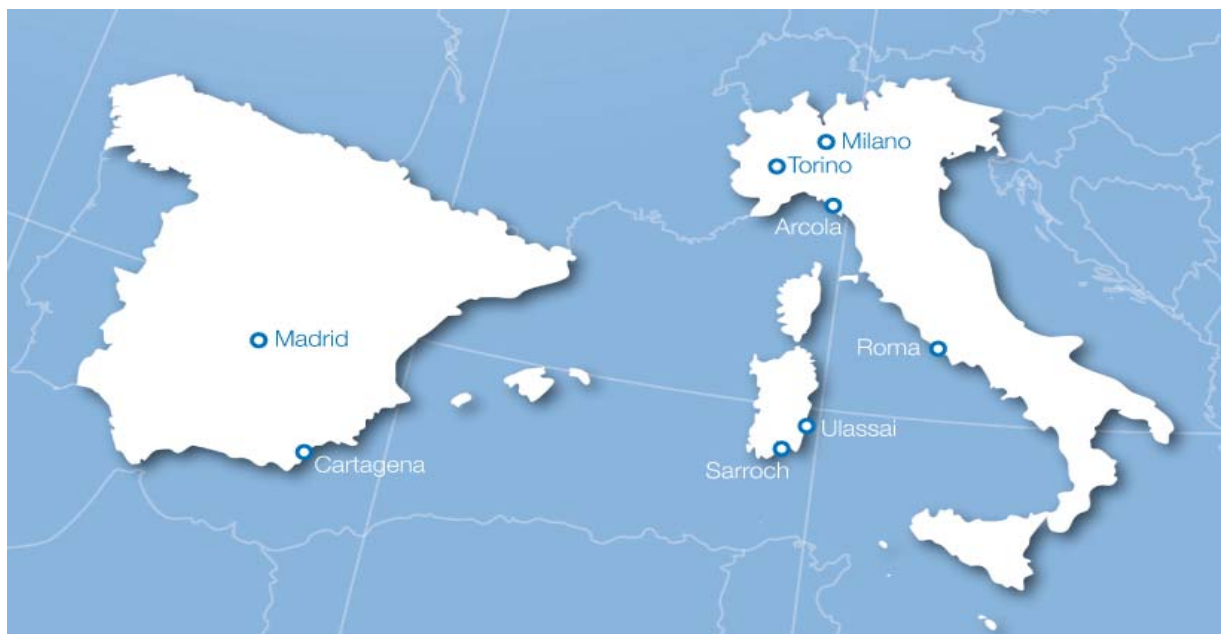 Milano
Torino
Arcola
Madrid
Roma
Ulassai
Cartagena
Sarroch